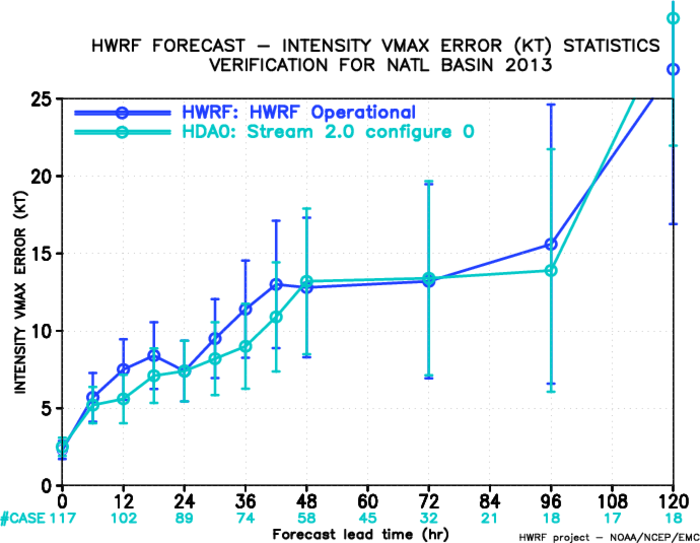 HWRF FORECAST – INTENSITY VMAX ERROR (KT) STATISTICS
VERIFICATION FOR NATL BASIN 2013
HWRF: HWRF Operational
HDA0: Stream 2.0 configure 0
INTENSITY VMAX ERROR (KT)
25
20
15
10
5
0
0 12 24 36 48 60 72 84 96 108 120
#CASE 117 102 89 74 58 45 32 21 18 17 18
Forecast lead time (hr)
HWRF project – NOAA/NCEP/EMC